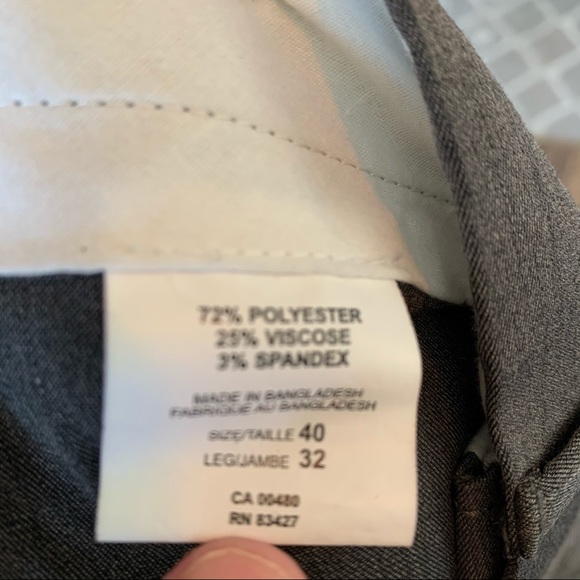 72% POLYESTER
25% VISCOSE
3% SPANDEX
MADE IN BANGLADESH
FABRIQUE AU BANGLADESH
SIZE/TAILLE 40
LEG/JAMBE 32
CA 00480
RN 83427